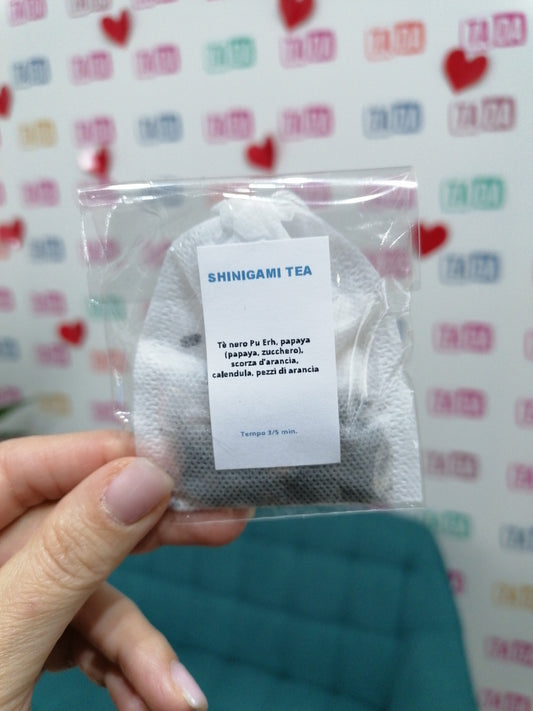 TADA
SHINIGAMI TEA
Tè nero Pu Erh, papaya
(papaya, zucchero),
scorza d'arancia,
calendula, pezzi di arancia
Tempo 3/5 min.